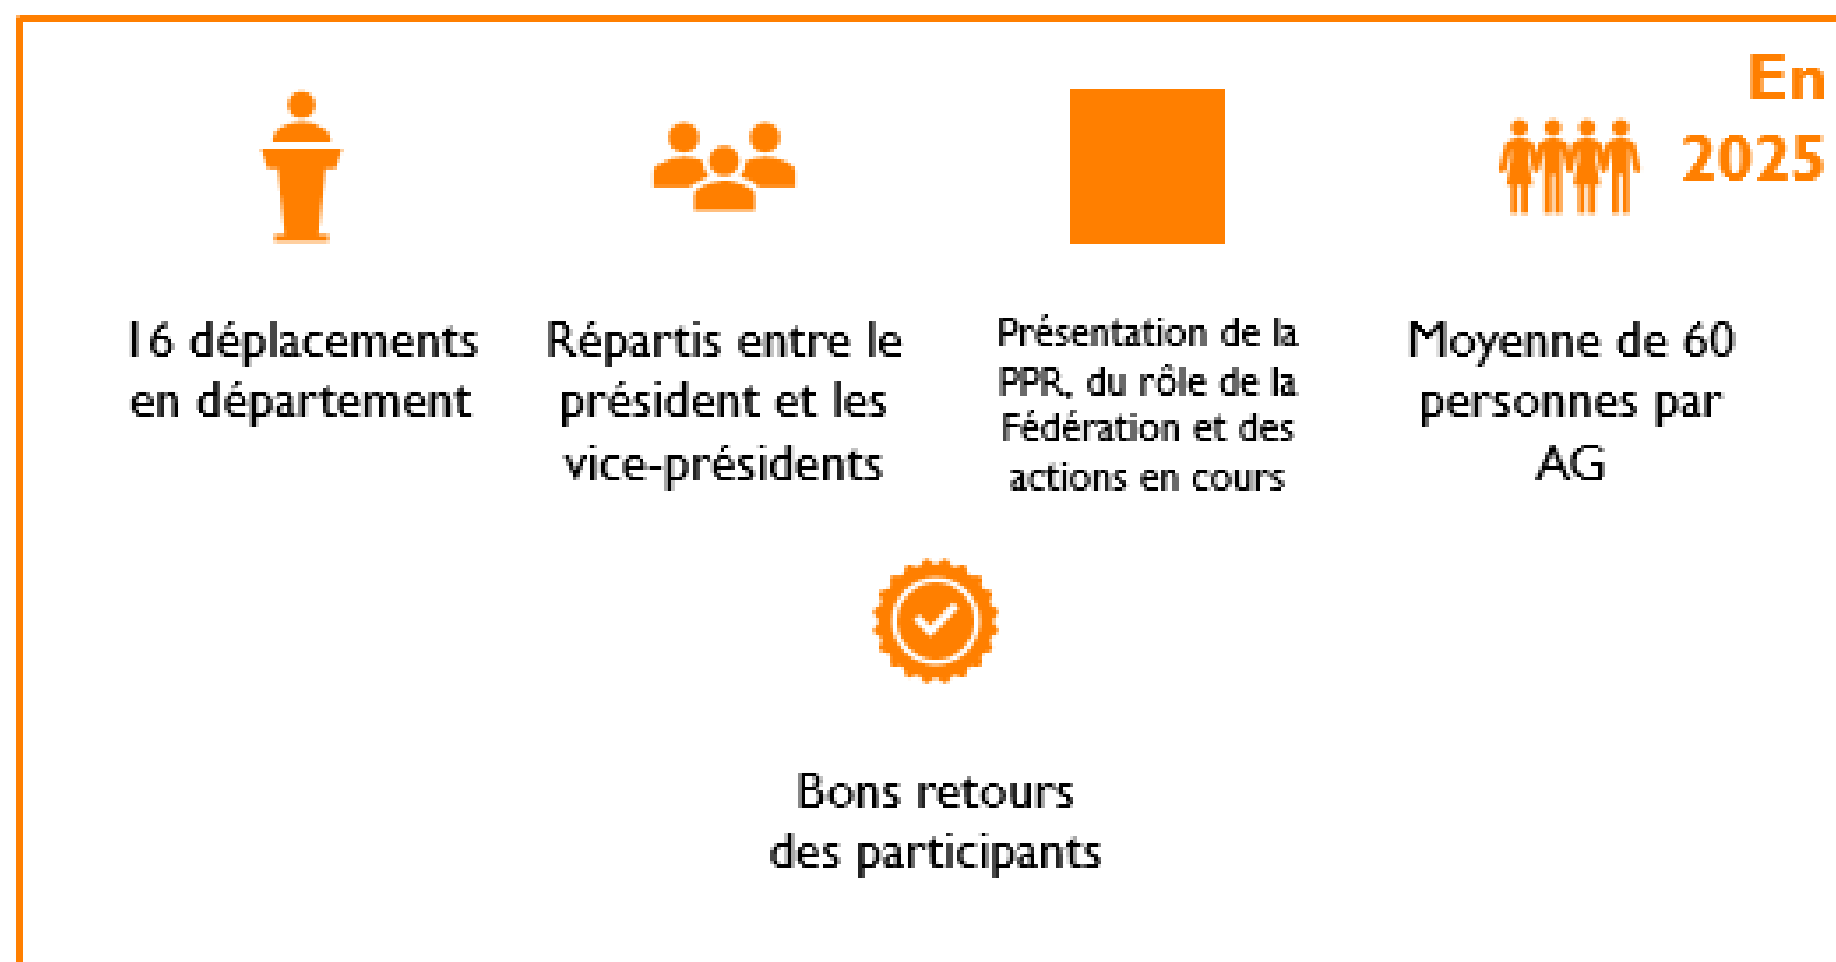 En
2025
16 déplacements
en département
Répartis entre le
président et les
vice-présidents
Présentation de la
PPR, du rôle de la
Fédération et des
actions en cours
Moyenne de 60
personnes par
AG
Bons retours
des participants